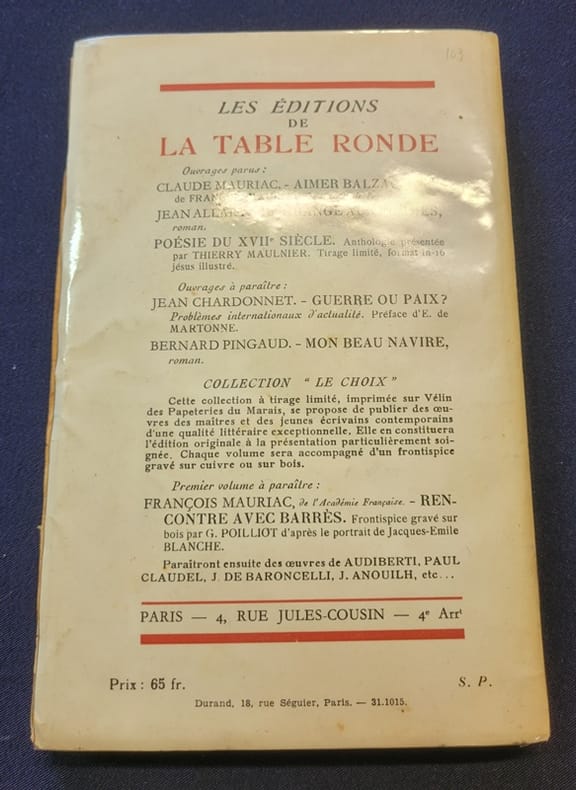 103
LES ÉDITIONS
DE
LA TABLE RONDE
Ouvrages parus :
CLAUDE MAURIAC. - AIMER BALZAC
de
JEAN
roman.
POÉSIE DU XVIIe SIÈCLE. Anthologie présentée
par THIERRY MAULNIER. Tirage limité, format in-16
jésus illustré.
Ouvrages à paraître :
JEAN CHARDONNET. - GUERRE OU PAIX?
Problèmes internationaux d'actualité. Préface d'E. de
MARTONNE.
BERNARD PINGAUD. - MON BEAU NAVIRE,
roman.
COLLECTION " LE CHOIX "
Cette collection à tirage limité, imprimée sur Vélin
des Papeteries du Marais, se propose de publier des œu-
vres des maîtres et des jeunes écrivains contemporains
d'une qualité littéraire exceptionnelle. Elle en constituera
l'édition originale à la présentation particulièrement soi-
gnée. Chaque volume sera accompagné d'un frontispice
gravé sur cuivre ou sur bois.
Premier volume à paraître :
FRANÇOIS MAURIAC, de l'Académie Française. - REN-
CONTRE AVEC BARRÈS. Frontispice gravé sur
bois par G. POILLIOT d'après le portrait de Jacques-Emile
BLANCHE.
Paraîtront ensuite des œuvres de AUDIBERTI, PAUL
CLAUDEL, J. DE BARONCELLI, J. ANOUILH, etc...
PARIS — 4, RUE JULES-COUSIN — 4e Arrt
Prix : 65 fr.
S. P.
Durand, 18, rue Séguier, Paris. — 31.1015.